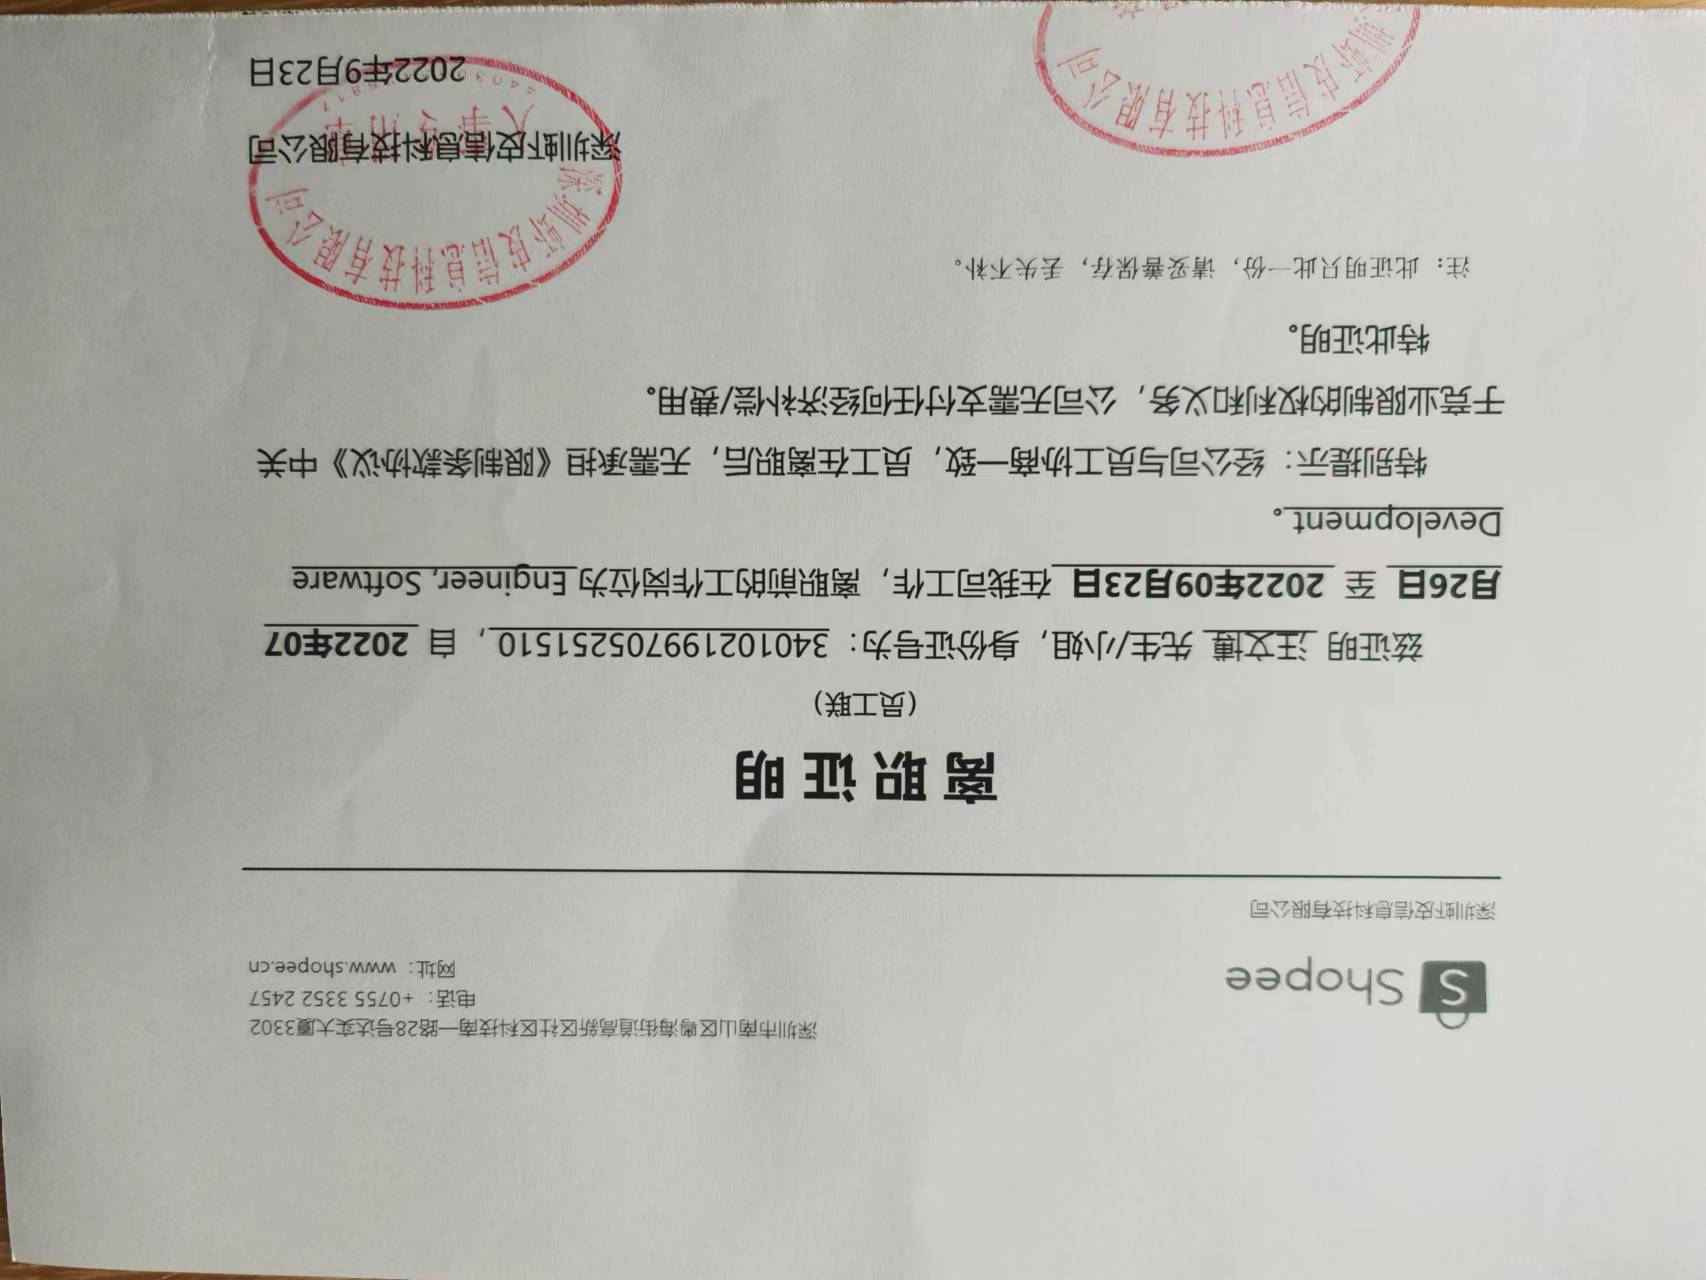 Shopee
深圳虾皮信息科技有限公司
深圳市南山区粤海街道高新区社区科技南一路28号达实大厦3302
电话：+0755 3352 2457
网址：www.shopee.cn
离职证明
（员工联）
兹证明 汪文博 先生/小姐，身份证号为：340102199705251510，自 2022年07
月26日 至 2022年09月23日 在我司工作，离职前的工作岗位为 Engineer, Software
Development 。
特别提示：经公司与员工协商一致，员工在离职后，无需承担《限制条款协议》中关
于竞业限制的权利和义务，公司无需支付任何经济补偿/费用。
特此证明。
注：此证明只此一份，请妥善保存，丢失不补。
深圳虾皮信息科技有限公司
2022年9月23日
深圳虾皮信息科技有限公司
人事专用章
圳虾皮信息科技有限公司